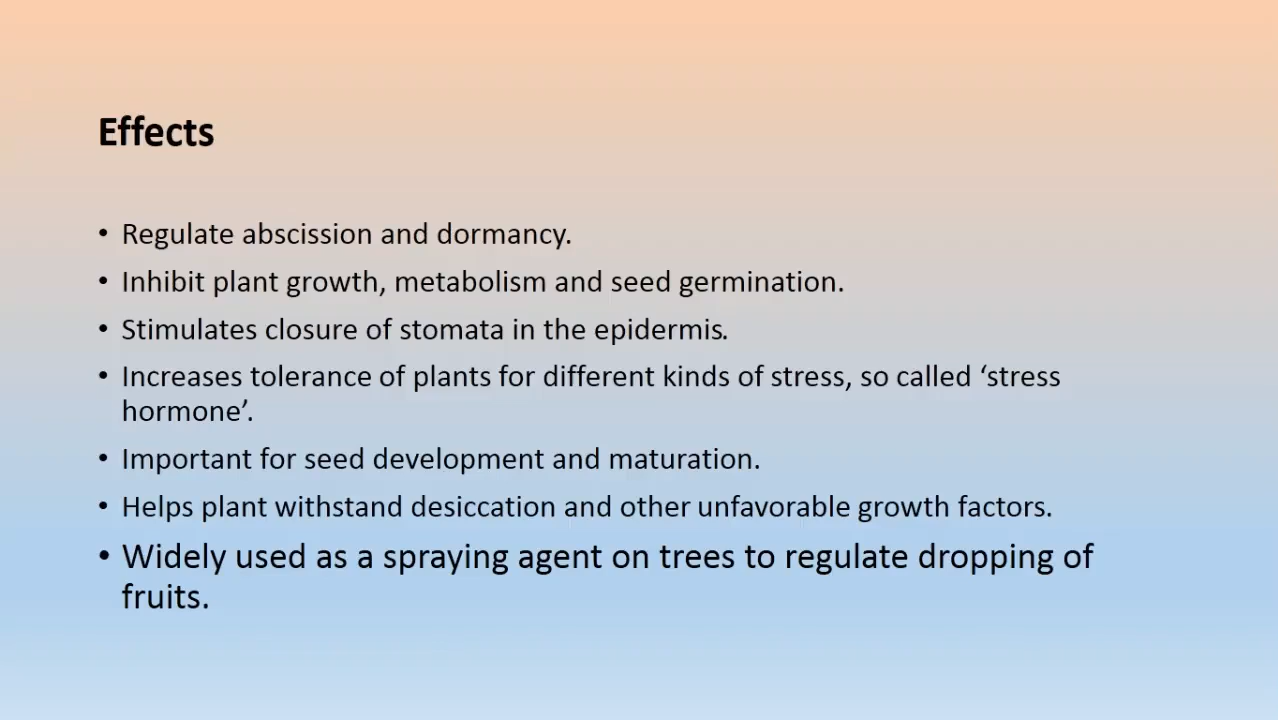 Effects
• Regulate abscission and dormancy.
• Inhibit plant growth, metabolism and seed germination.
• Stimulates closure of stomata in the epidermis.
• Increases tolerance of plants for different kinds of stress, so called ‘stress
hormone’.
• Important for seed development and maturation.
• Helps plant withstand desiccation and other unfavorable growth factors.
• Widely used as a spraying agent on trees to regulate dropping of
fruits.